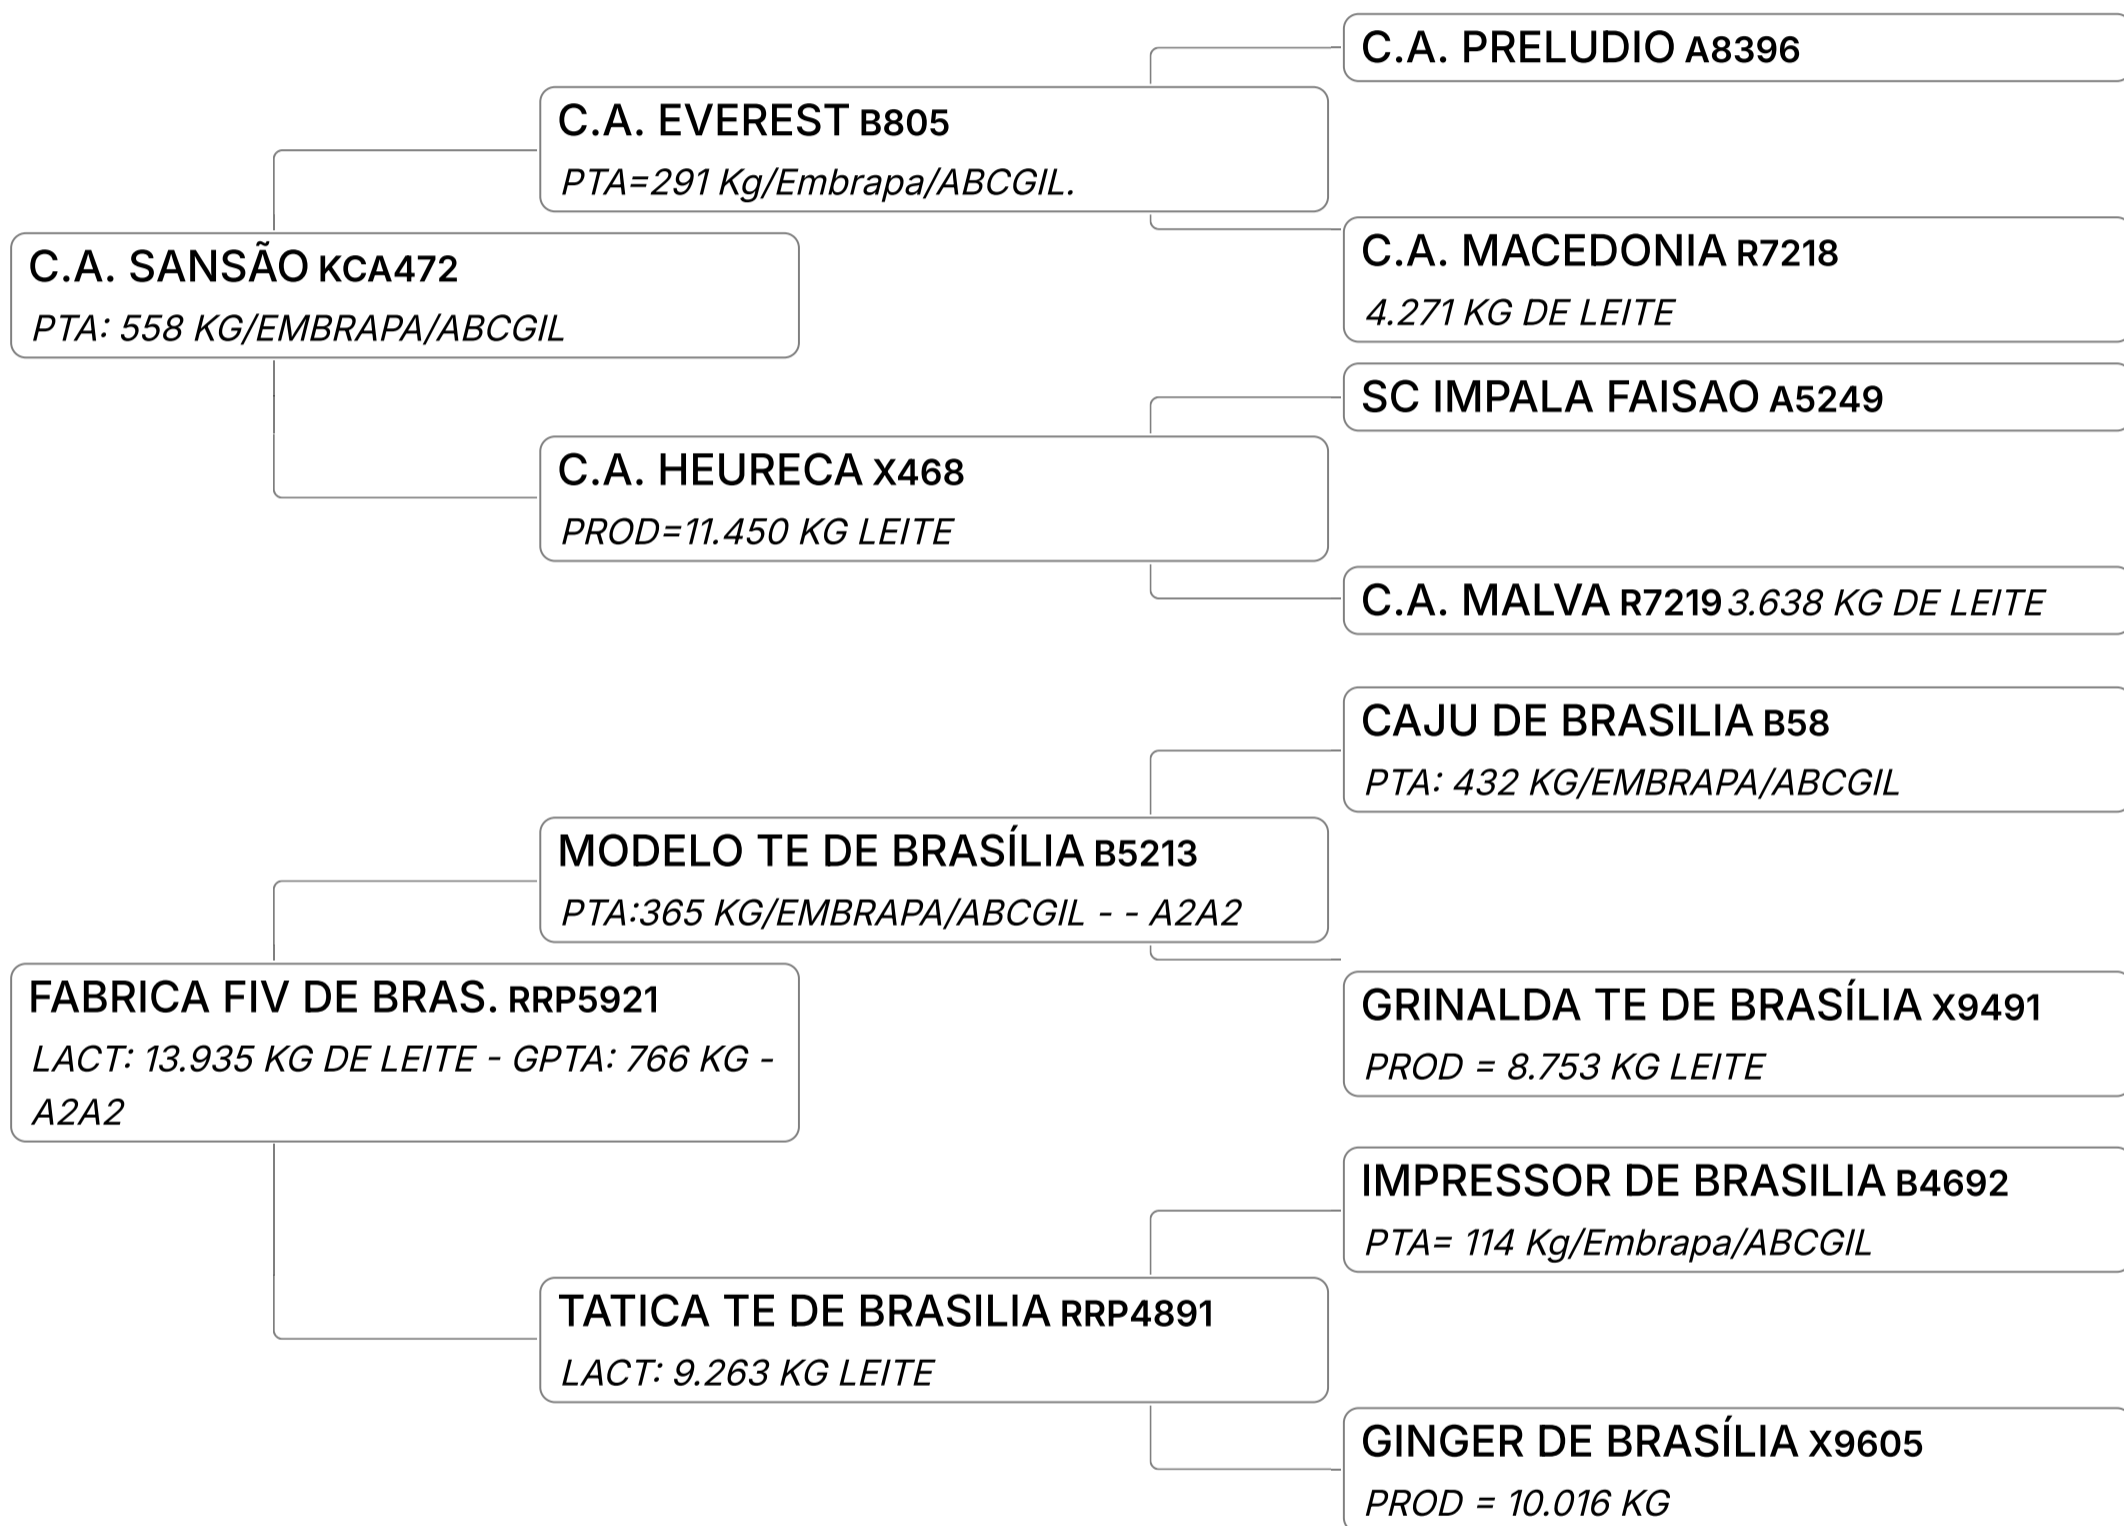 C.A. PRELUDIO A8396
C.A. EVEREST B805
PTA=291 Kg/Embrapa/ABCGIL.
C.A. MACEDONIA R7218
4.271 KG DE LEITE
C.A. SANSÃO KCA472
PTA: 558 KG/EMBRAPA/ABCGIL
SC IMPALA FAISAO A5249
C.A. HEURECA X468
PROD=11.450 KG LEITE
C.A. MALVA R7219 3.638 KG DE LEITE
CAJU DE BRASILIA B58
PTA: 432 KG/EMBRAPA/ABCGIL
MODELO TE DE BRASÍLIA B5213
PTA:365 KG/EMBRAPA/ABCGIL - - A2A2
GRINALDA TE DE BRASÍLIA X9491
PROD = 8.753 KG LEITE
FABRICA FIV DE BRAS. RRP5921
LACT: 13.935 KG DE LEITE - GPTA: 766 KG -
A2A2
IMPRESSOR DE BRASILIA B4692
PTA= 114 Kg/Embrapa/ABCGIL
TATICA TE DE BRASILIA RRP4891
LACT: 9.263 KG LEITE
GINGER DE BRASÍLIA X9605
PROD = 10.016 KG